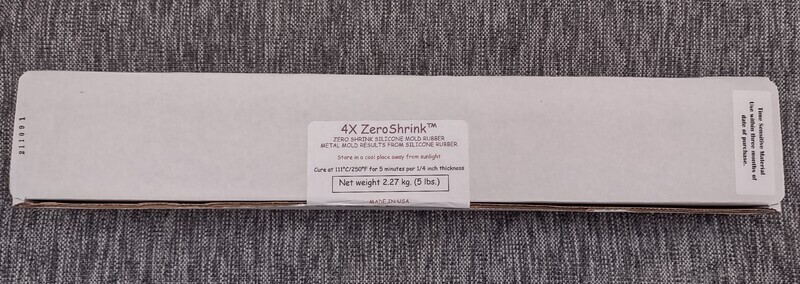 211091
4X ZeroShrink™
ZERO SHRINK SILICONE MOLD RUBBER
METAL MOLD RESULTS FROM SILICONE RUBBER
Store in a cool place away from sunlight
Cure at 111°C/250°F for 5 minutes per 1/4 inch thickness
Net weight 2.27 kg. (5 lbs.)
MADE IN USA
Time Sensitive Material
Use within three months of
date of purchase.